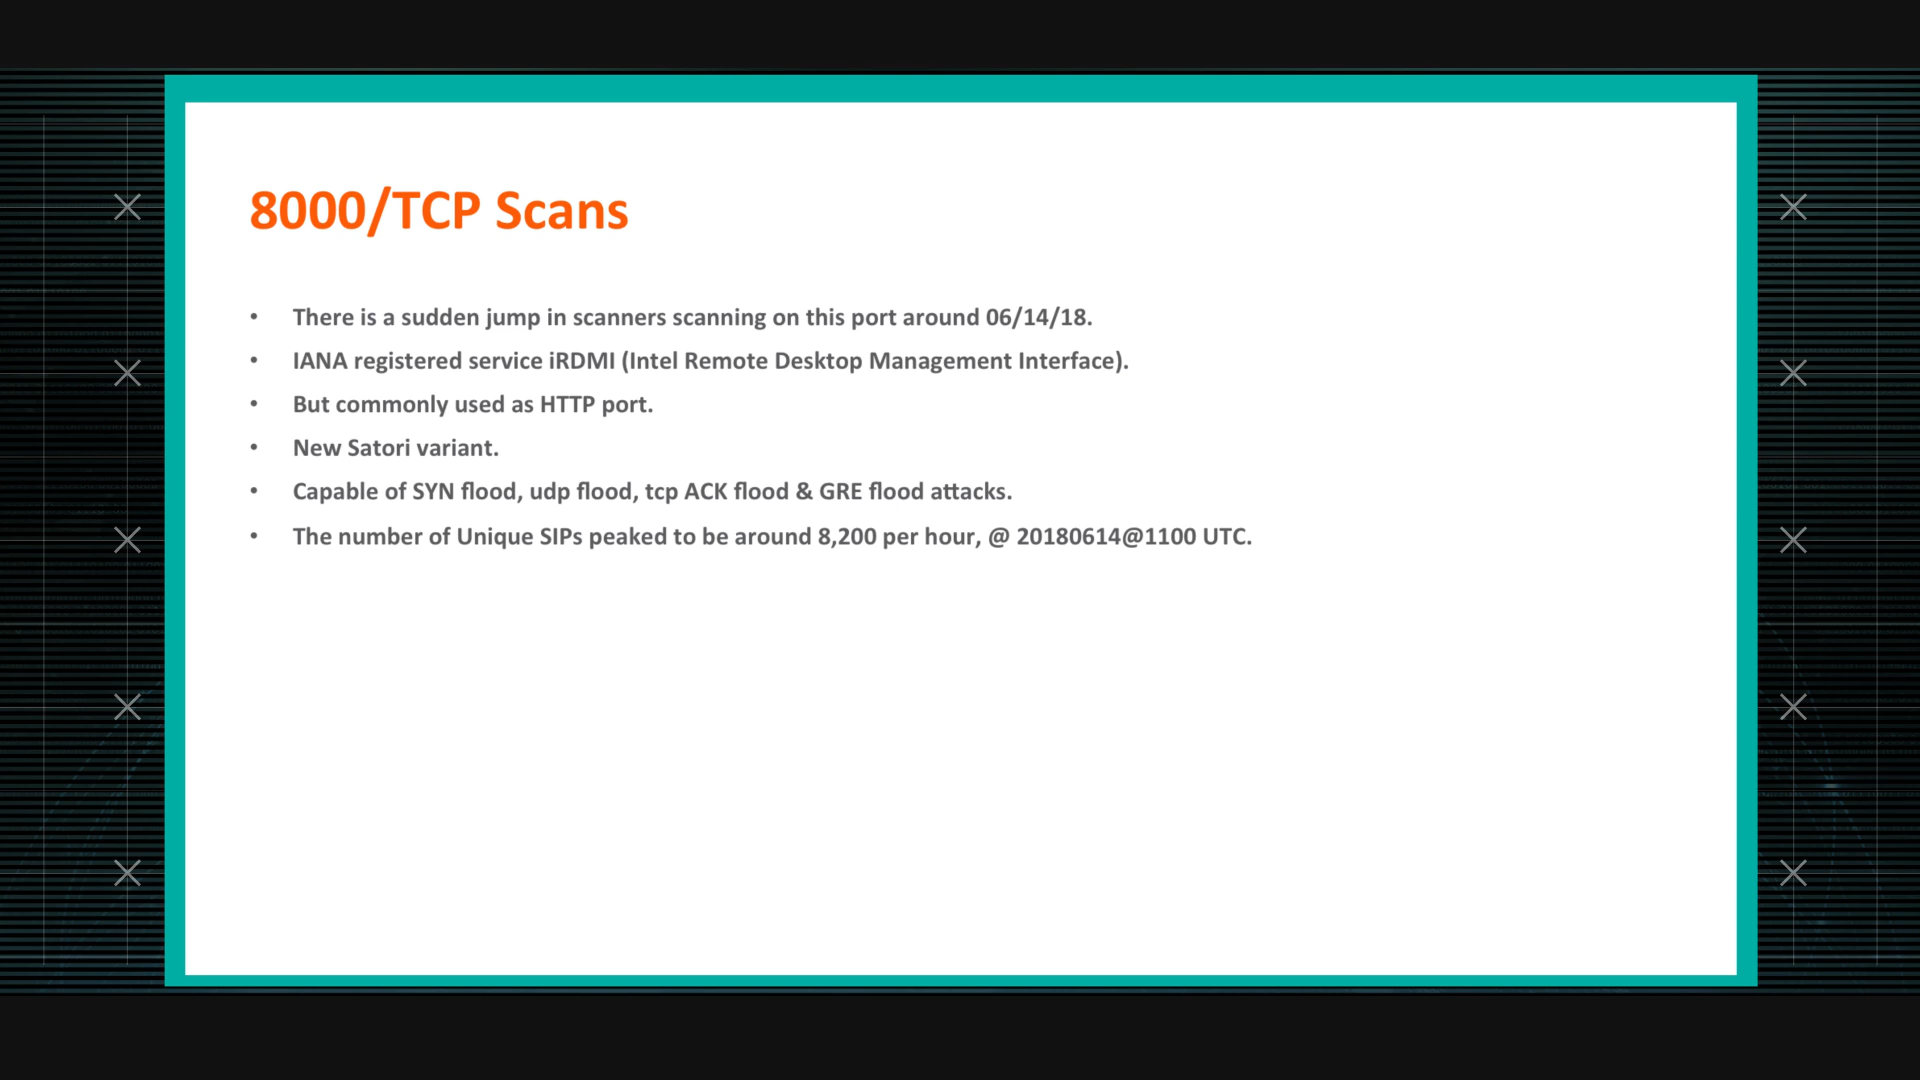 8000/TCP Scans
• There is a sudden jump in scanners scanning on this port around 06/14/18.
• IANA registered service iRDMI (Intel Remote Desktop Management Interface).
• But commonly used as HTTP port.
• New Satori variant.
• Capable of SYN flood, udp flood, tcp ACK flood & GRE flood attacks.
• The number of Unique SIPs peaked to be around 8,200 per hour, @ 20180614@1100 UTC.